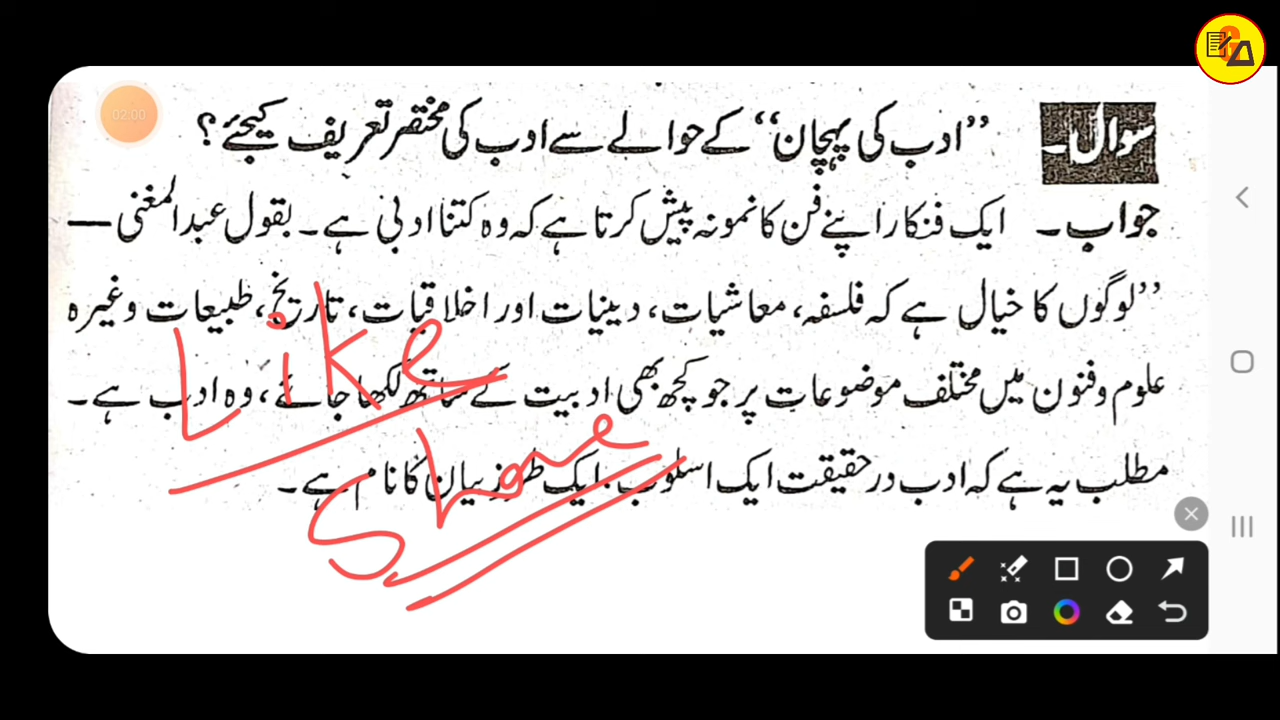 02:00
سوال۔ ”ادب کی پہچان“ کے حوالے سے ادب کی مختصر تعریف کیجئے؟
جواب۔ ایک فنکار اپنے فن کا نمونہ پیش کرتا ہے کہ وہ کتنا ادبی ہے۔ بقول عبدالمغنی —
”لوگوں کا خیال ہے کہ فلسفہ، معاشیات، دینیات اور اخلاقیات، تاریخ، طبیعات وغیرہ
علوم و فنون میں مختلف موضوعات پر جو کچھ بھی ادبیت کے ساتھ لکھا جائے، وہ ادب ہے۔
مطلب یہ ہے کہ ادب در حقیقت ایک اسلوب۔ ایک طرز بیان کا نام ہے۔
Like
Share